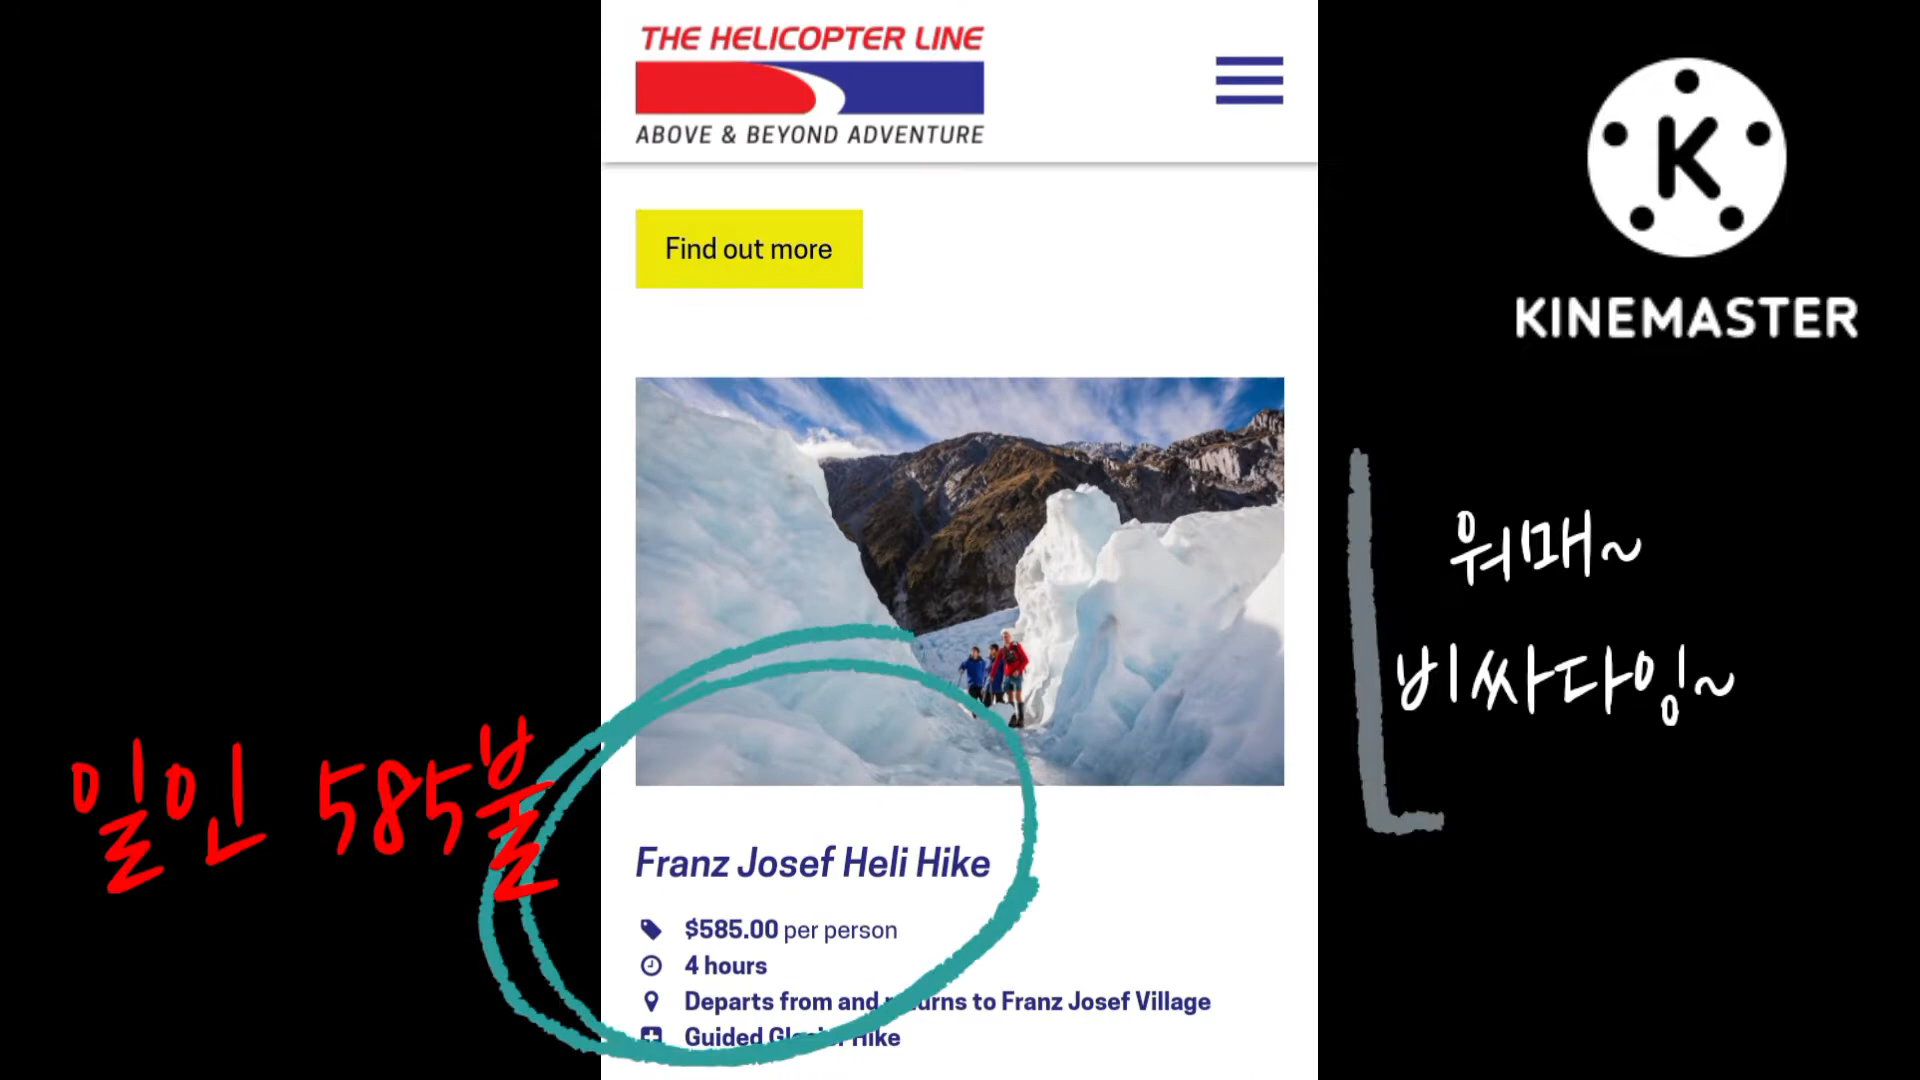 THE HELICOPTER LINE
ABOVE & BEYOND ADVENTURE
K
KINEMASTER
Find out more
워매~
비싸다잉~
일인 585불
Franz Josef Heli Hike
$585.00 per person
4 hours
Departs from and returns to Franz Josef Village
Guided Glacier Hike